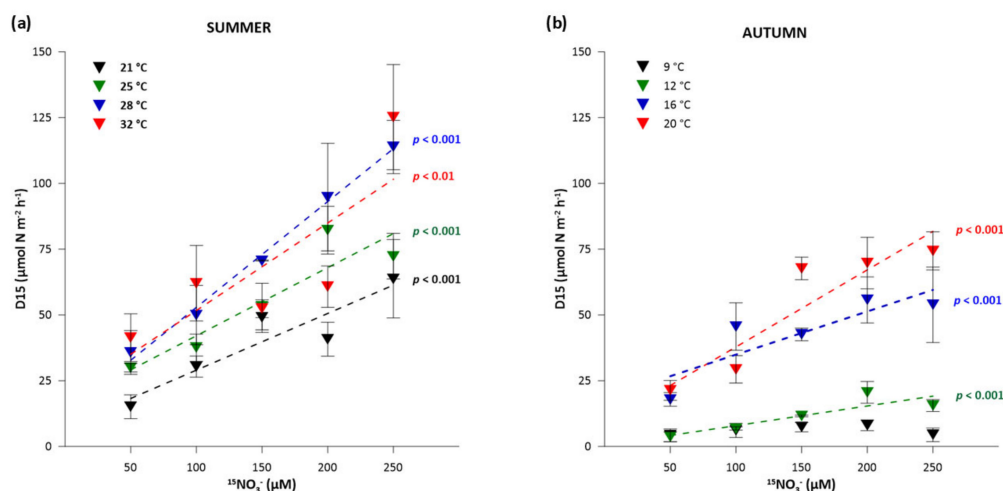 (a)
SUMMER
150
125
100
75
50
25
0
D15 (µmol N m⁻² h⁻¹)
21 °C
25 °C
28 °C
32 °C
p < 0.001
p < 0.01
p < 0.001
p < 0.001
50 100 150 200 250
¹⁵NO₃⁻ (µM)
(b)
AUTUMN
150
125
100
75
50
25
0
D15 (µmol N m⁻² h⁻¹)
9 °C
12 °C
16 °C
20 °C
p < 0.001
p < 0.001
p < 0.001
50 100 150 200 250
¹⁵NO₃⁻ (µM)